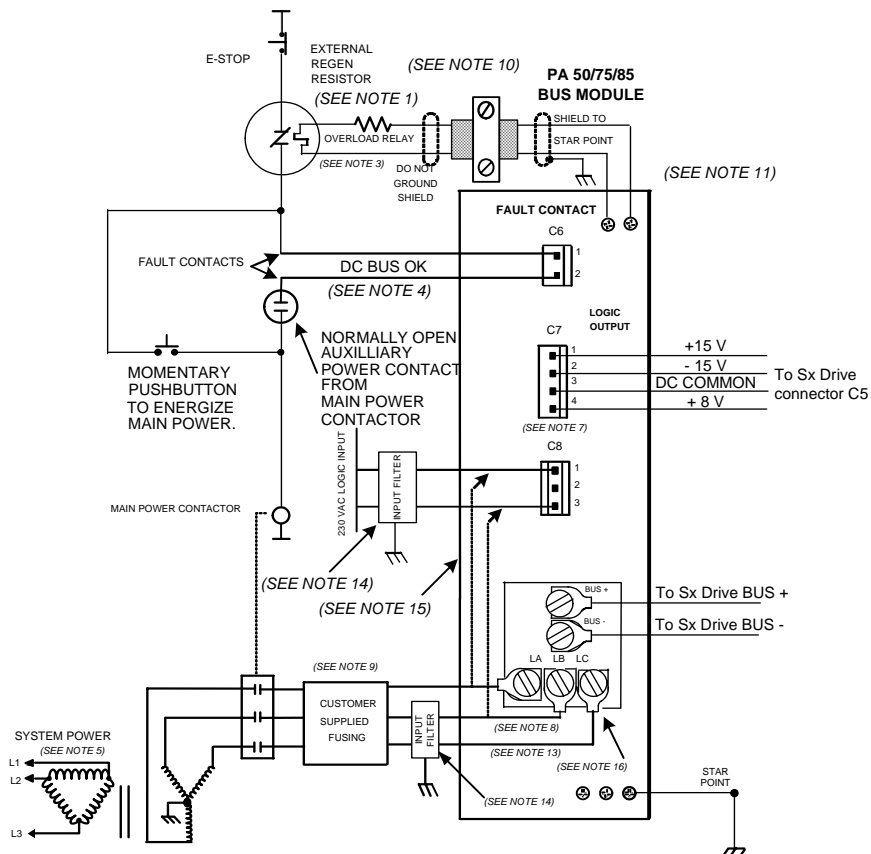 E-STOP
EXTERNAL
REGEN
RESISTOR
(SEE NOTE 1)
(SEE NOTE 10)
PA 50/75/85
BUS MODULE
OVERLOAD RELAY
(SEE NOTE 3)
DO NOT
GROUND
SHIELD
SHIELD TO
STAR POINT
(SEE NOTE 11)
FAULT CONTACT
C6
1
2
FAULT CONTACTS
DC BUS OK
(SEE NOTE 4)
NORMALLY OPEN
AUXILLIARY
POWER CONTACT
FROM
MAIN POWER
CONTACTOR
MOMENTARY
PUSHBUTTON
TO ENERGIZE
MAIN POWER.
LOGIC
OUTPUT
C7
1
2
3
4
+15 V
- 15 V
DC COMMON
+ 8 V
To Sx Drive
connector C5
(SEE NOTE 7)
C8
1
2
3
230 VAC LOGIC INPUT
INPUT FILTER
MAIN POWER CONTACTOR
(SEE NOTE 14)
(SEE NOTE 15)
BUS +
To Sx Drive BUS +
BUS -
To Sx Drive BUS -
LA LB LC
(SEE NOTE 9)
CUSTOMER
SUPPLIED
FUSING
INPUT
FILTER
(SEE NOTE 8)
(SEE NOTE 13)
(SEE NOTE 16)
(SEE NOTE 14)
SYSTEM POWER
(SEE NOTE 5)
L1
L2
L3
STAR
POINT